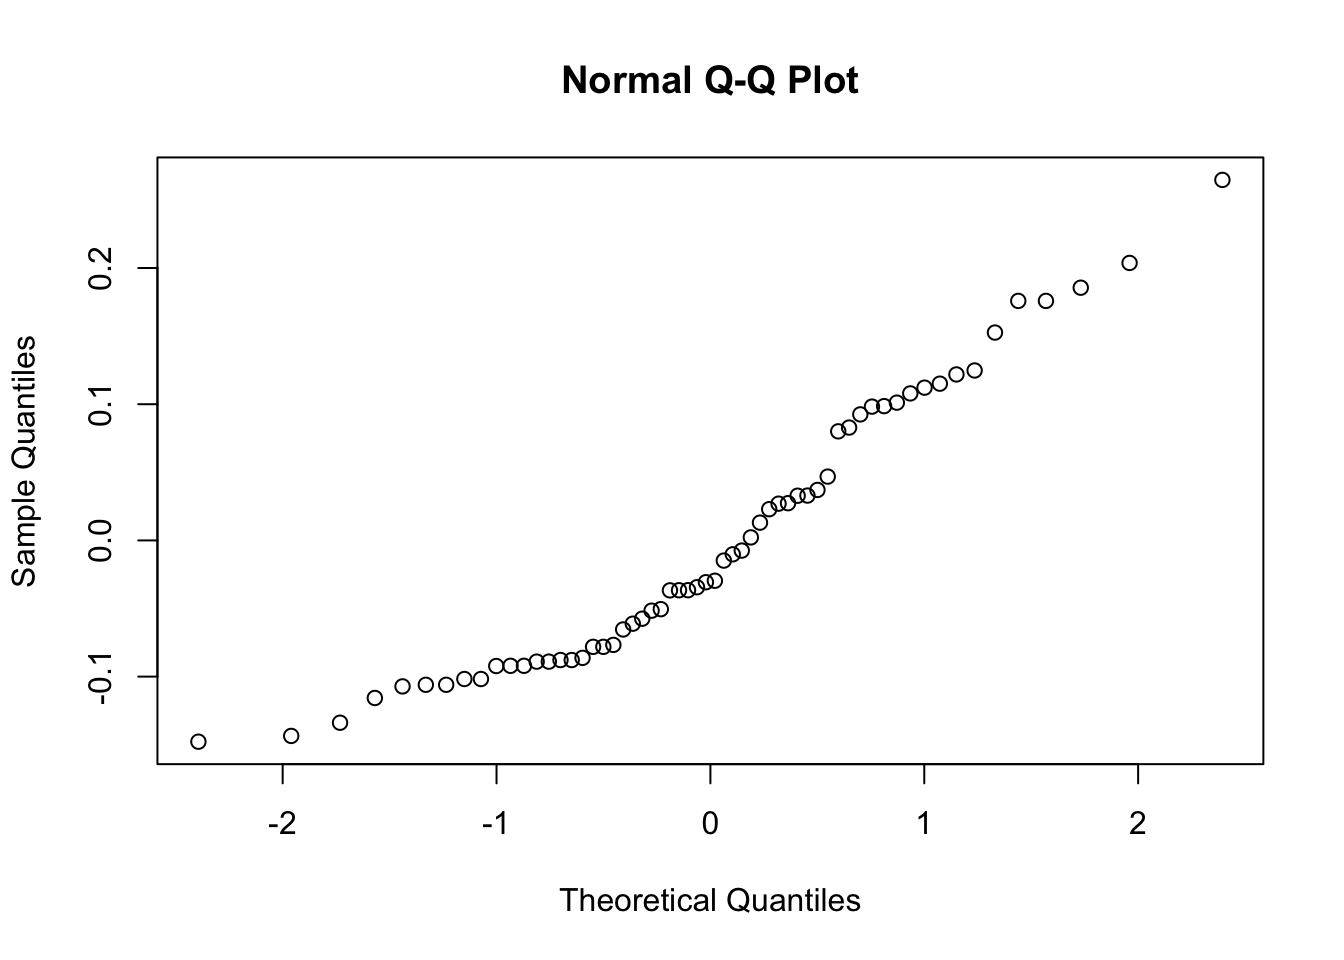 Normal Q-Q Plot
0.2
0.1
0.0
-0.1
Sample Quantiles
-2 -1 0 1 2
Theoretical Quantiles